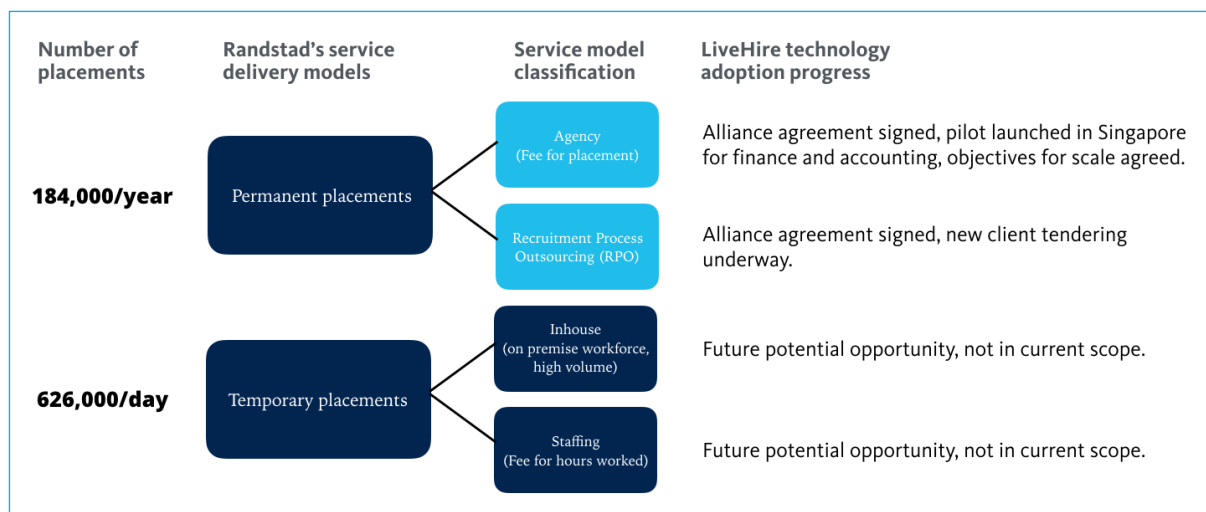 Number of
placements
Randstad’s service
delivery models
Service model
classification
LiveHire technology
adoption progress
184,000/year
Permanent placements
Agency
(Fee for placement)
Alliance agreement signed, pilot launched in Singapore
for finance and accounting, objectives for scale agreed.
Recruitment Process
Outsourcing (RPO)
Alliance agreement signed, new client tendering
underway.
626,000/day
Temporary placements
Inhouse
(on premise workforce,
high volume)
Future potential opportunity, not in current scope.
Staffing
(Fee for hours worked)
Future potential opportunity, not in current scope.